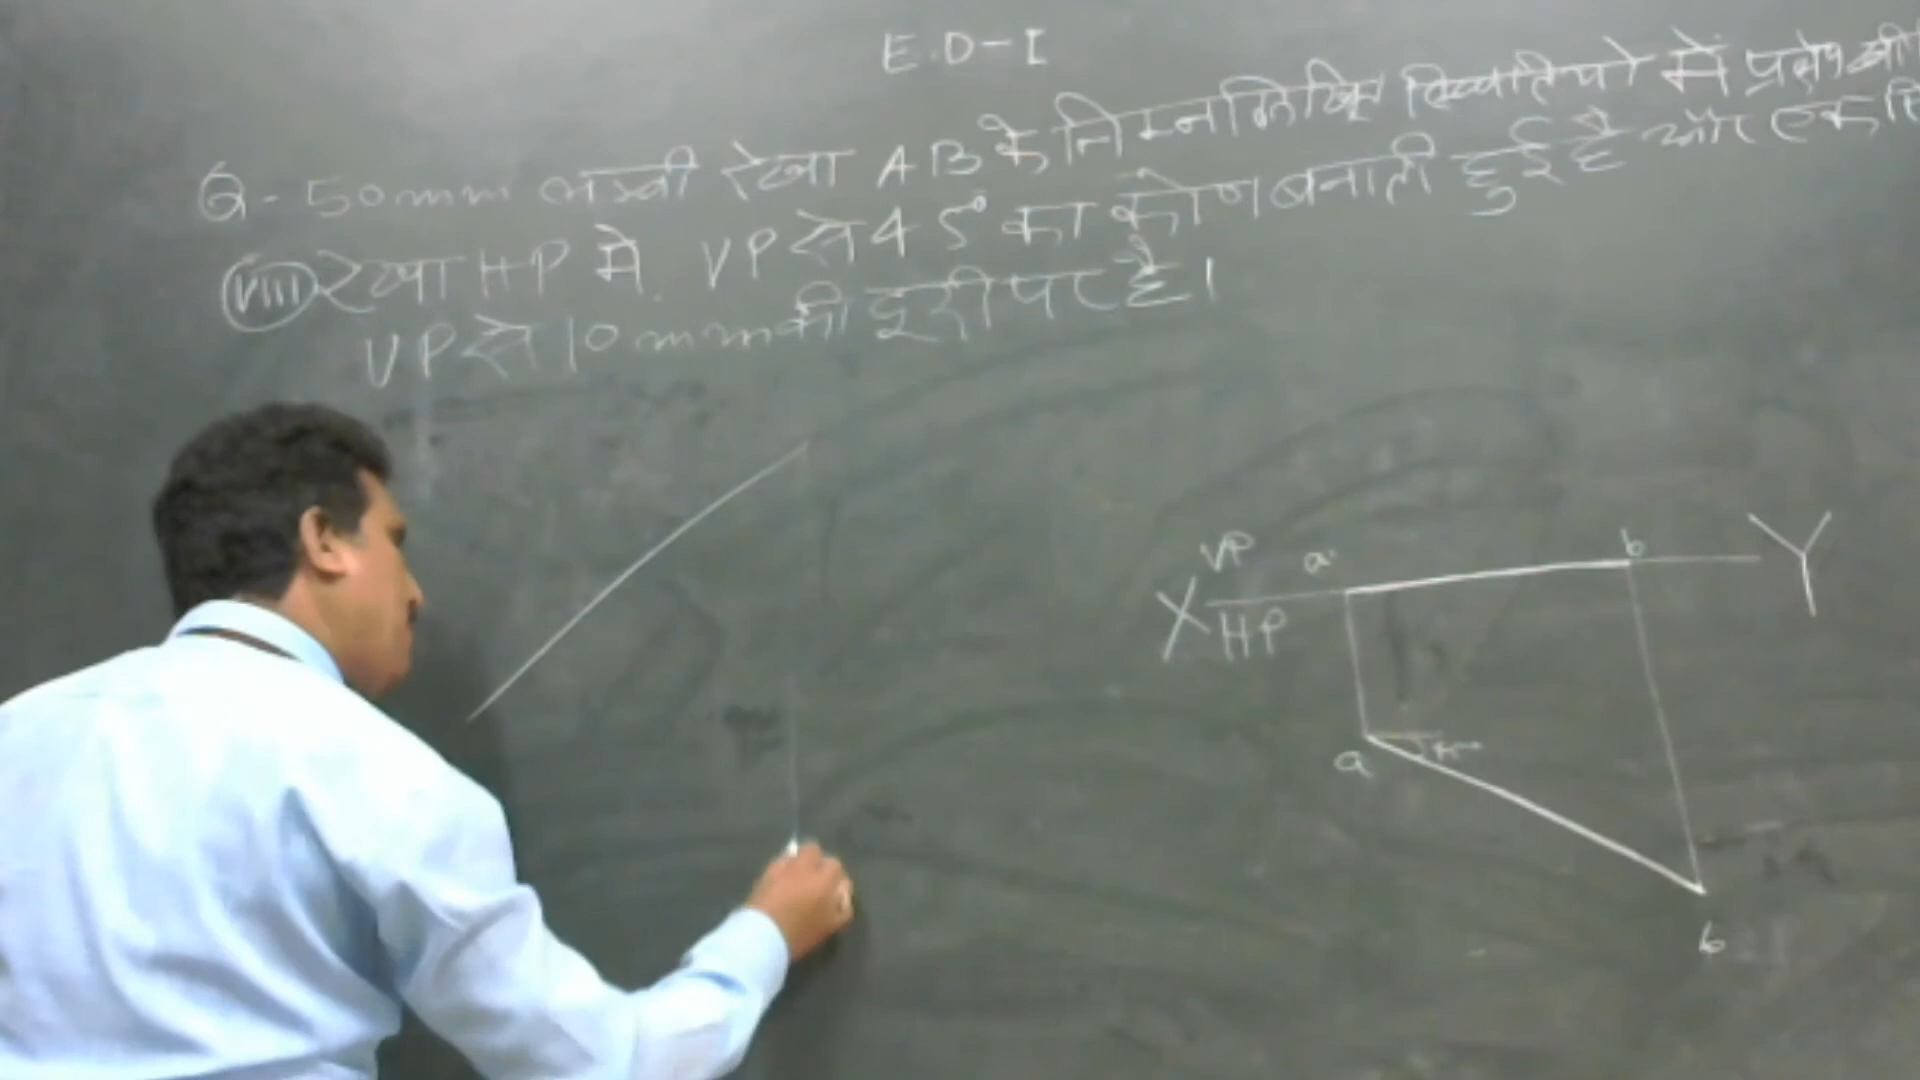 E.D-I
Q- 50mm लम्बी रेखा AB के निम्नलिखित स्थितियो में प्रक्षेप
(VIII) रेखा HP मे VP से 45° का कोण बनाती हुई है और एक
VP से 10mm की दूरी पर है।
VP a' b'
X Y
HP
a
b